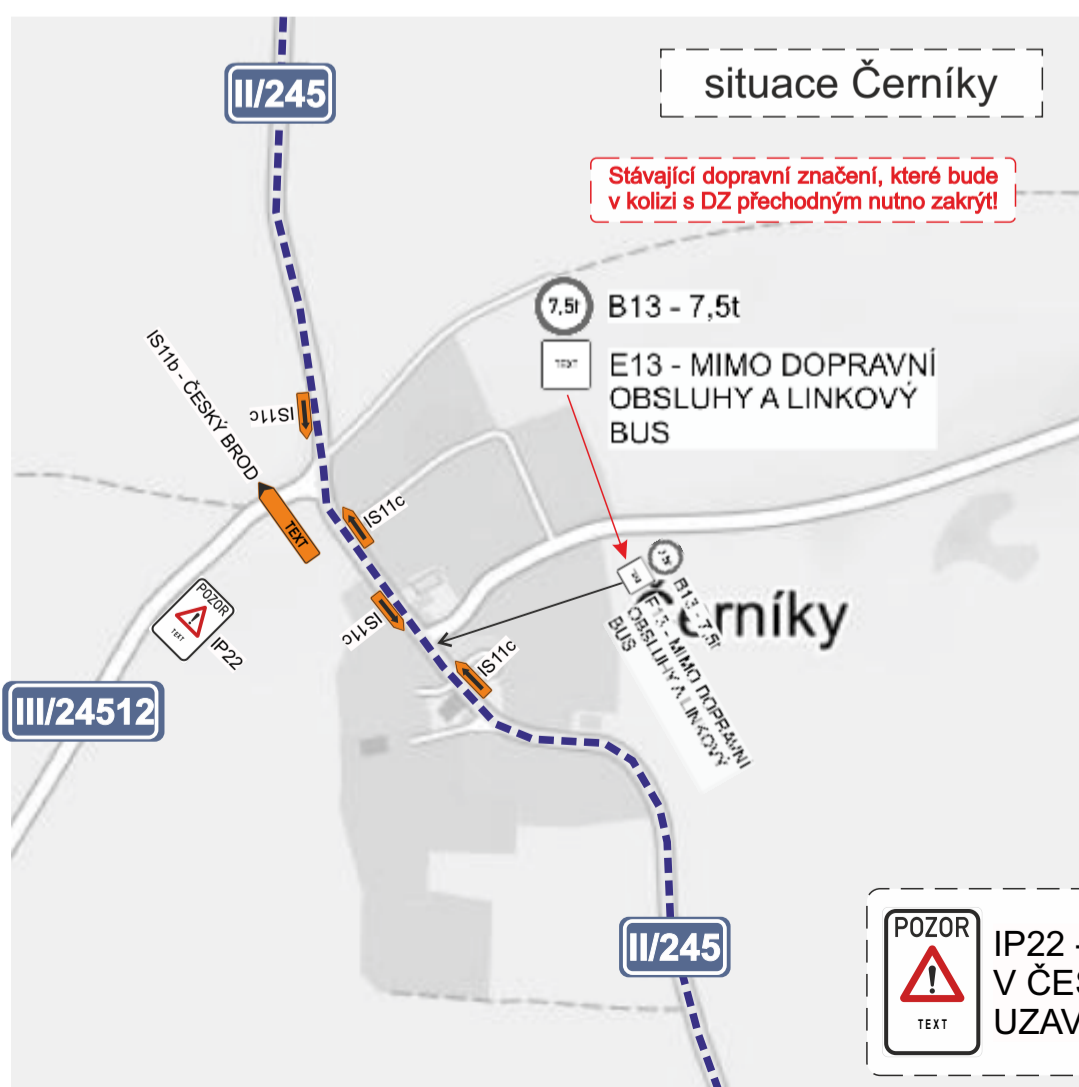 II/245
situace Černíky
Stávající dopravní značení, které bude
v kolizi s DZ přechodným nutno zakrýt!
7,5t
B13 - 7,5t
TEXT
E13 - MIMO DOPRAVNÍ
OBSLUHY A LINKOVÝ
BUS
IS11b - ČESKÝ BROD
TEXT
IS11c
IS11c
IS11c
IS11c
POZOR
TEXT
IP22
III/24512
Černíky
B13 - 7,5t
E13 - MIMO DOPRAVNÍ
OBSLUHY A LINKOVÝ
BUS
II/245
POZOR
TEXT
IP22 -
V ČES
UZAV